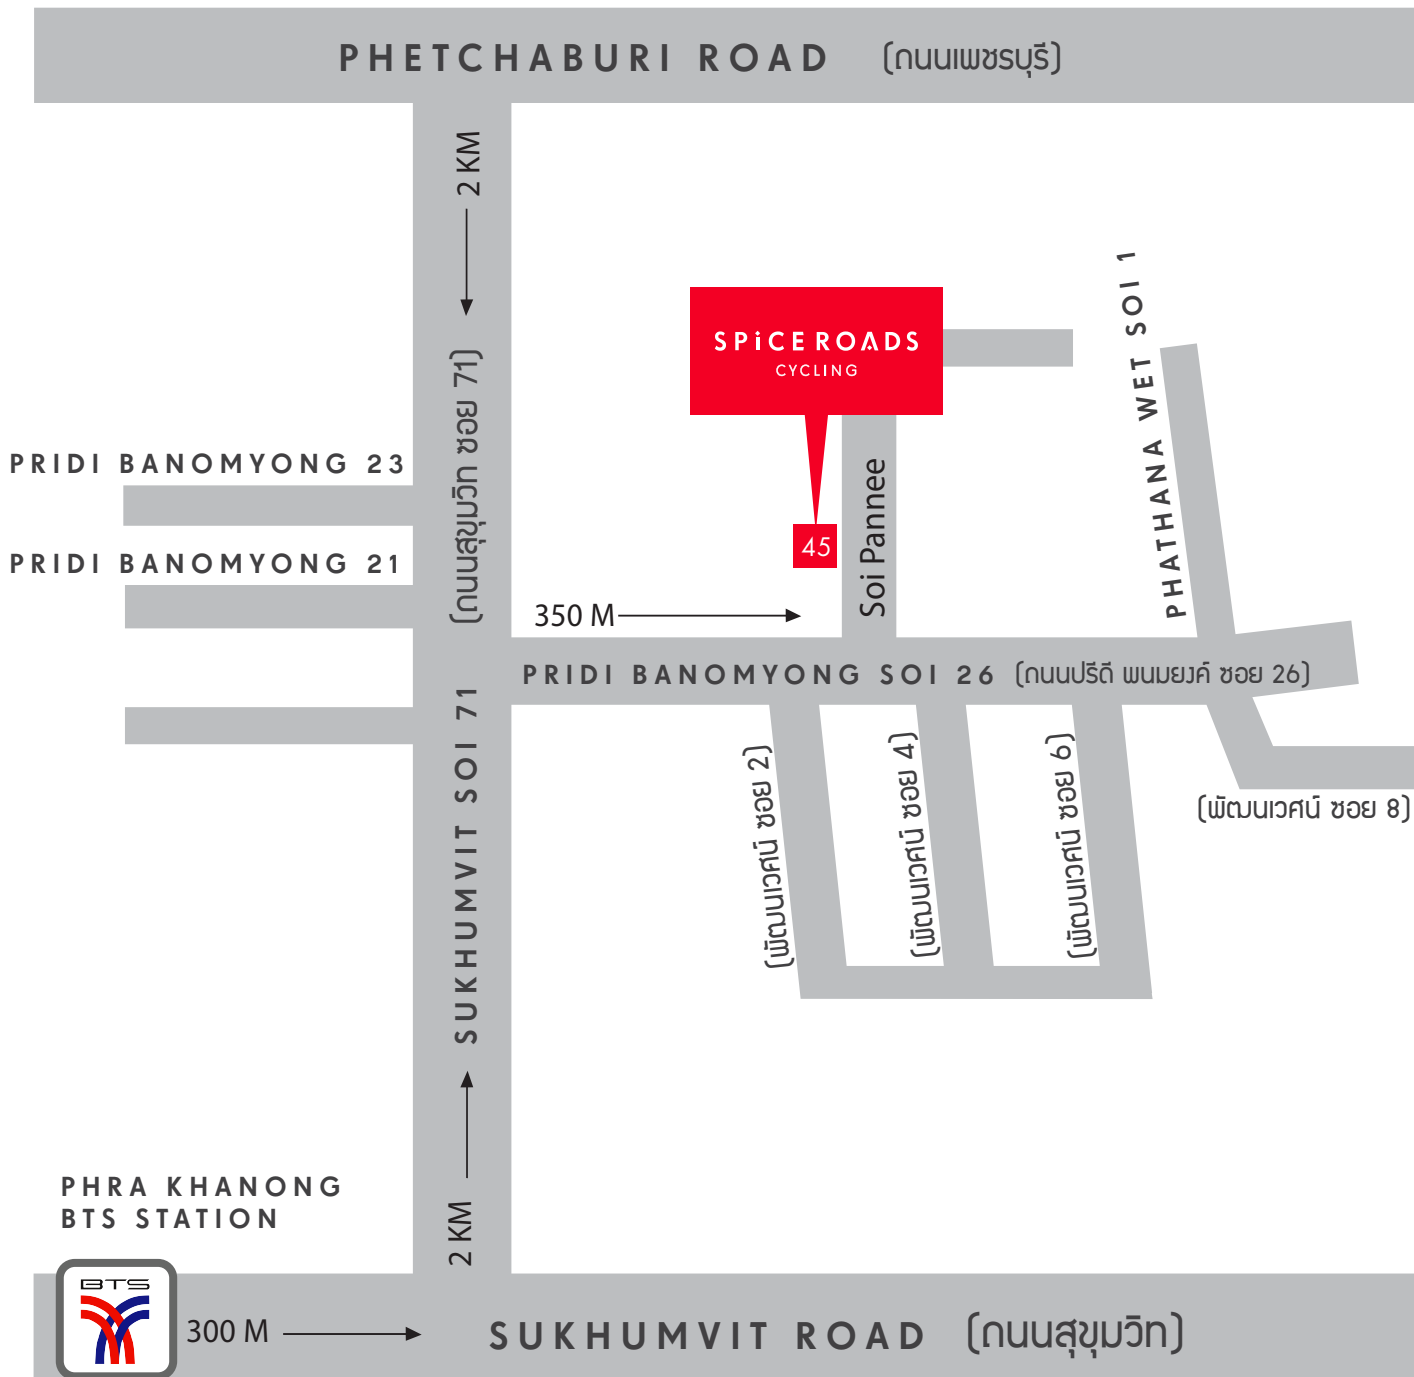 PHETCHABURI ROAD (ถนนเพชรบุรี)
2 KM
PHATHANA WET SOI 1
SPiCE ROADS
CYCLING
(ถนนสุขุมวิท ซอย 71)
PRIDI BANOMYONG 23
Soi Pannee
45
PRIDI BANOMYONG 21
350 M
PRIDI BANOMYONG SOI 26 (ถนนปรีดี พนมยงค์ ซอย 26)
SUKHUMVIT SOI 71
(พัฒนเวศน์ ซอย 2)
(พัฒนเวศน์ ซอย 4)
(พัฒนเวศน์ ซอย 6)
(พัฒนเวศน์ ซอย 8)
PHRA KHANONG
BTS STATION
2 KM
BTS
300 M
SUKHUMVIT ROAD (ถนนสุขุมวิท)